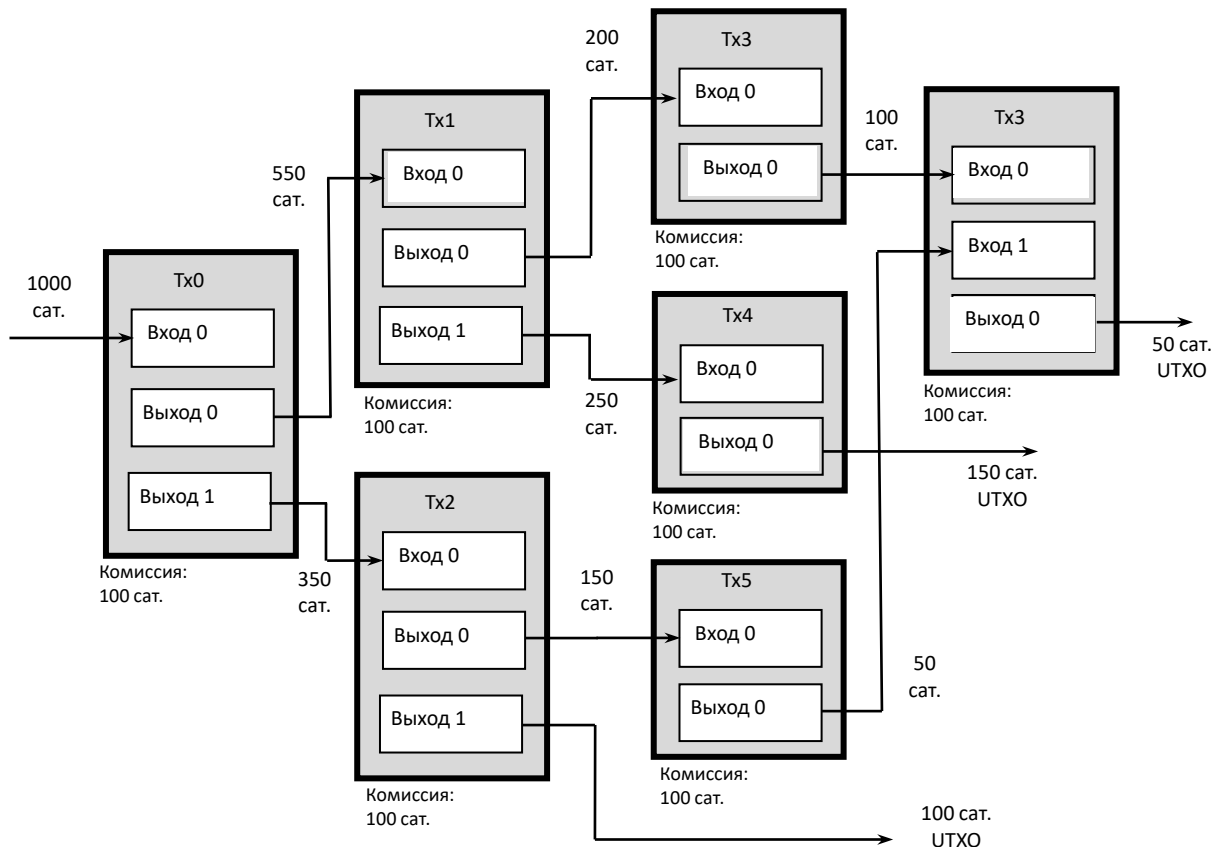 1000
сат.
Tx0
Вход 0
Выход 0
Выход 1
Комиссия:
100 сат.
550
сат.
350
сат.
Tx1
Вход 0
Выход 0
Выход 1
Комиссия:
100 сат.
Tx2
Вход 0
Выход 0
Выход 1
Комиссия:
100 сат.
200
сат.
250
сат.
150
сат.
Tx3
Вход 0
Выход 0
Комиссия:
100 сат.
Tx4
Вход 0
Выход 0
Комиссия:
100 сат.
Tx5
Вход 0
Выход 0
Комиссия:
100 сат.
100
сат.
50
сат.
Tx3
Вход 0
Вход 1
Выход 0
Комиссия:
100 сат.
50 сат.
UTXO
150 сат.
UTXO
100 сат.
UTXO